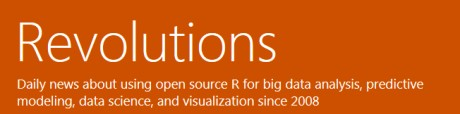 Revolutions
Daily news about using open source R for big data analysis, predictive
modeling, data science, and visualization since 2008